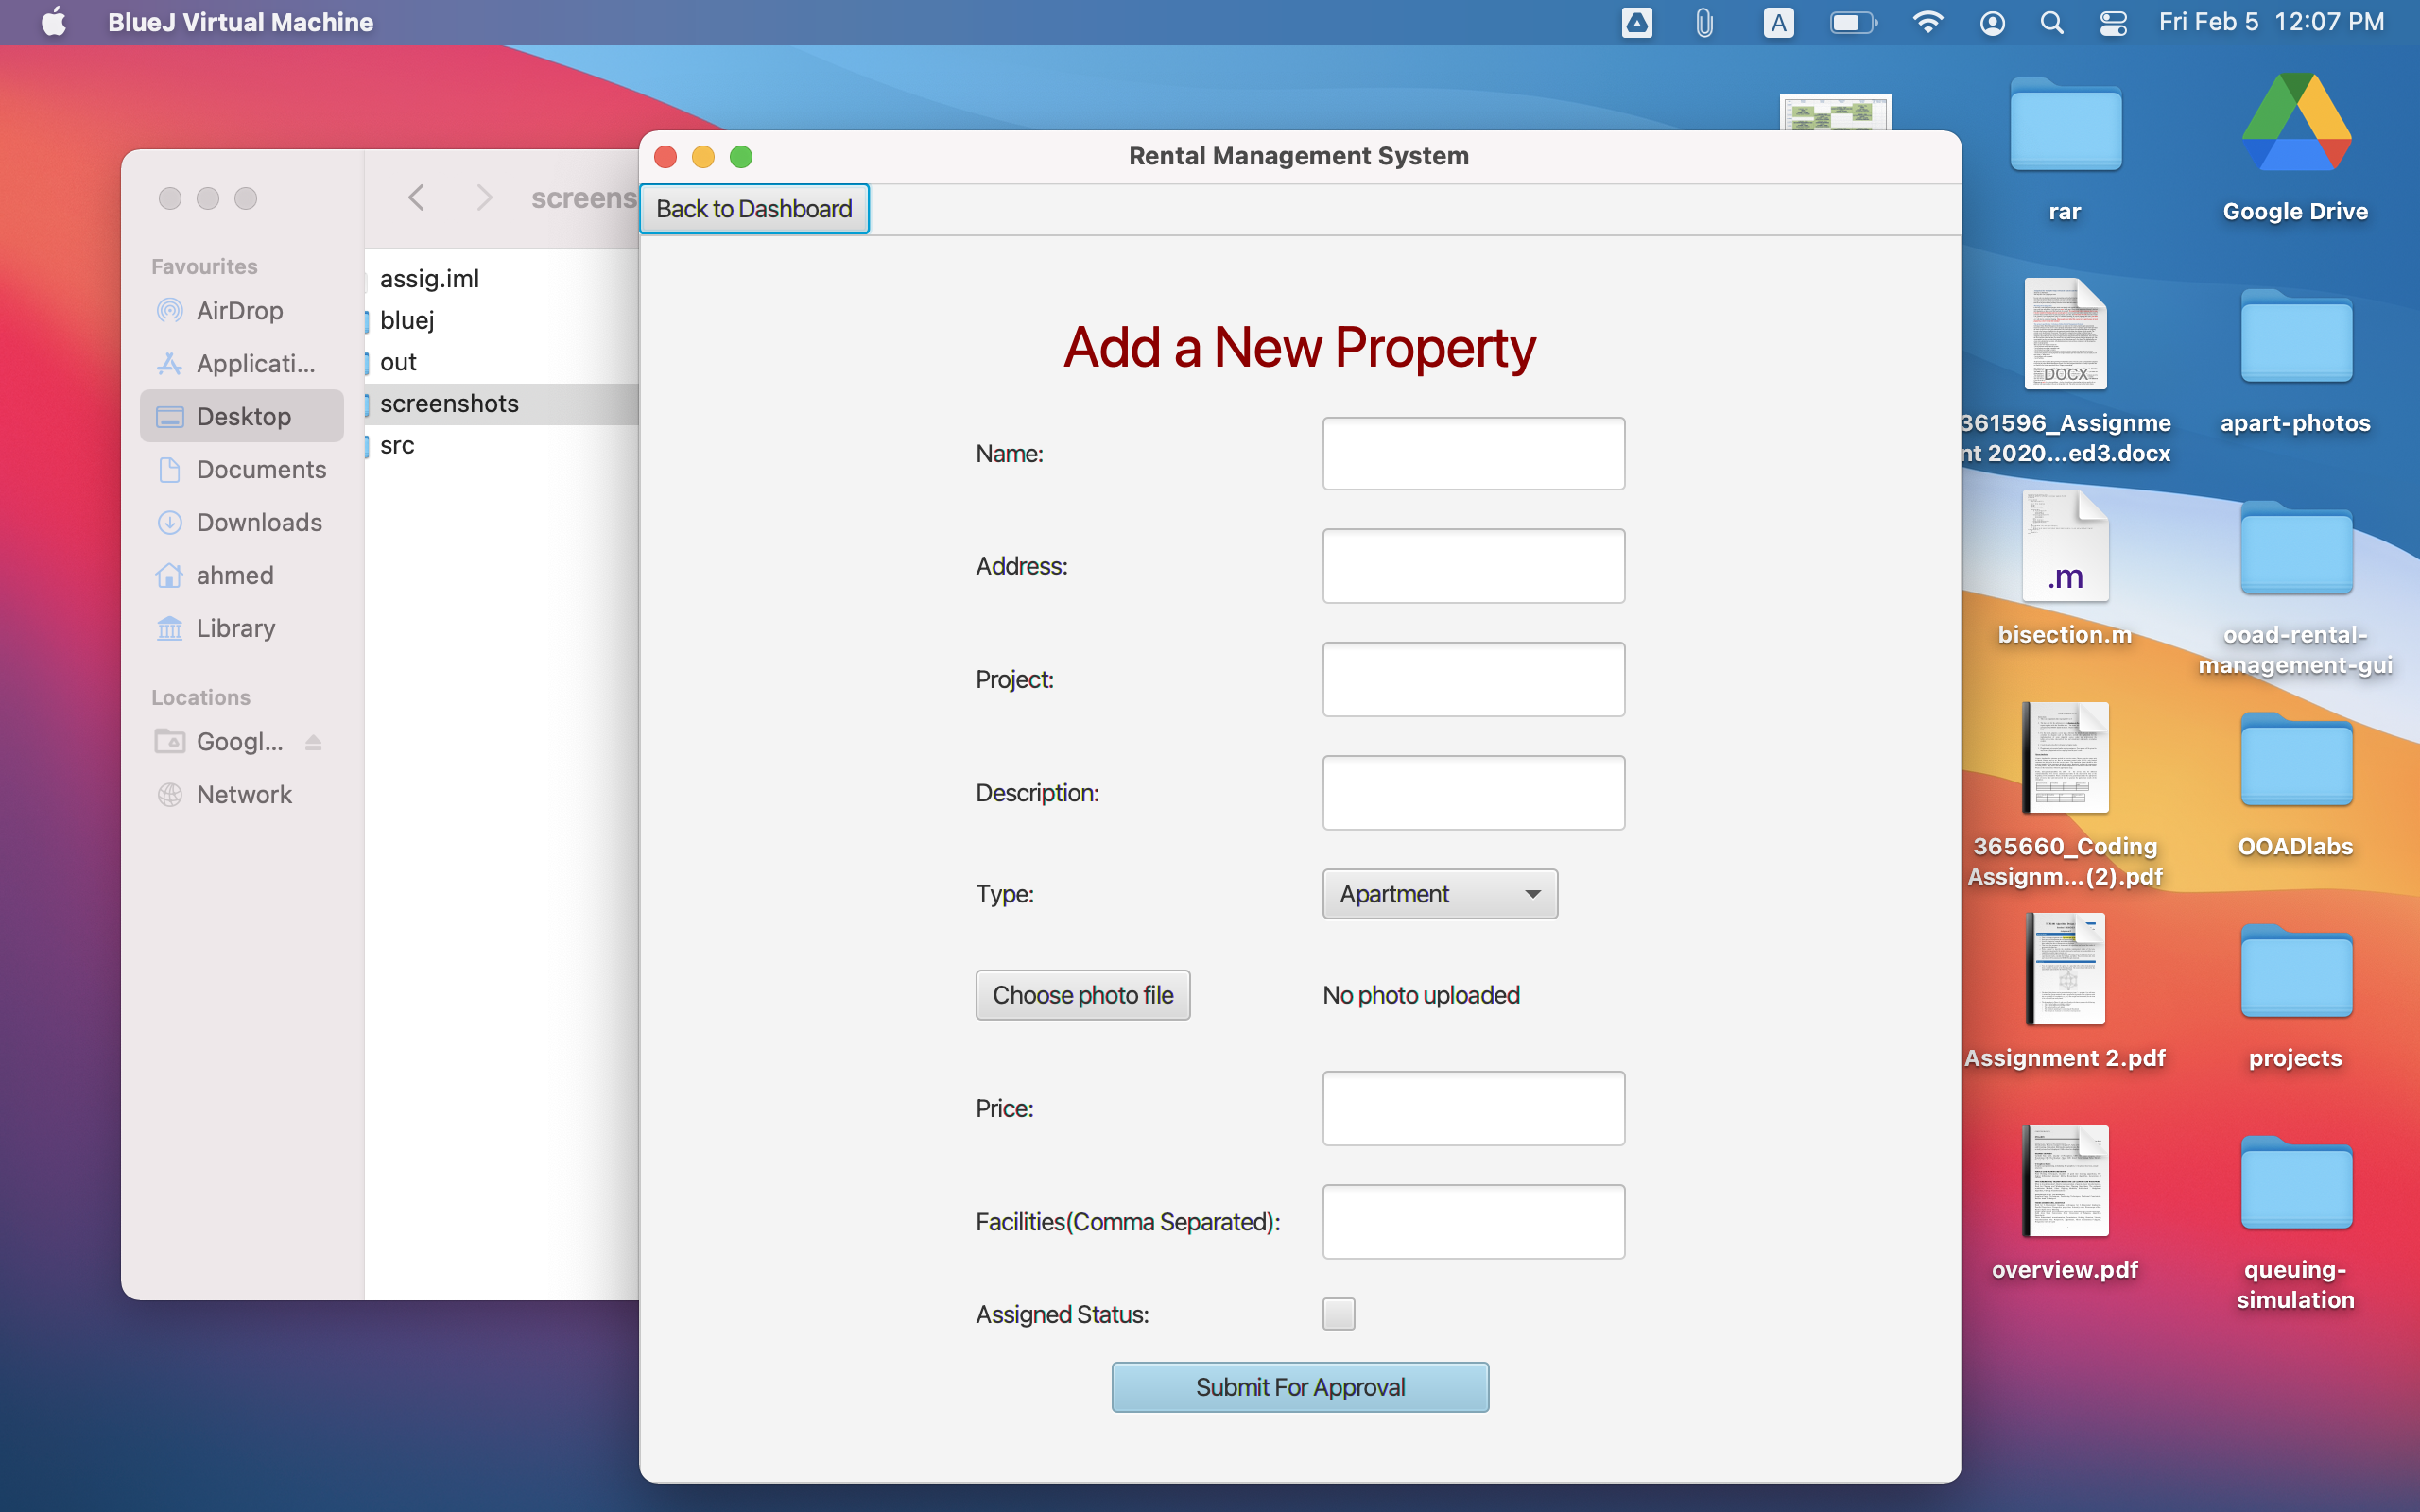 BlueJ Virtual Machine
A
Fri Feb 5 12:07 PM
screens
Favourites
AirDrop
Applicati...
Desktop
Documents
Downloads
ahmed
Library
Locations
Googl...
Network
assig.iml
bluej
out
screenshots
src
Rental Management System
Back to Dashboard
Add a New Property
Name:
Address:
Project:
Description:
Type:
Apartment
Choose photo file
No photo uploaded
Price:
Facilities(Comma Separated):
Assigned Status:
Submit For Approval
rar
Google Drive
DOCX
361596_Assignme
nt 2020...ed3.docx
apart-photos
.m
bisection.m
ooad-rental-
management-gui
365660_Coding
Assignm...(2).pdf
OOADlabs
Assignment 2.pdf
projects
overview.pdf
queuing-
simulation